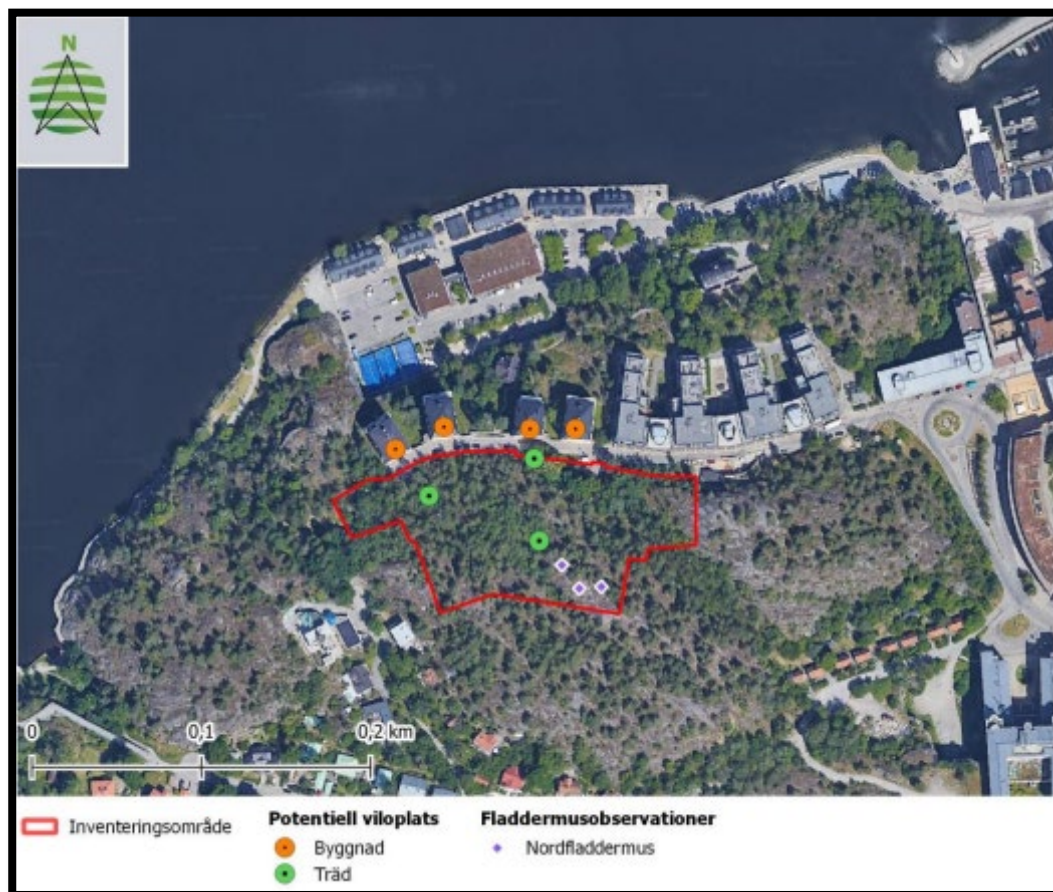 N
0 0,1 0,2 km
Inventeringsområde
Potentiell viloplats
Byggnad
Träd
Fladdermusobservationer
Nordfladdermus